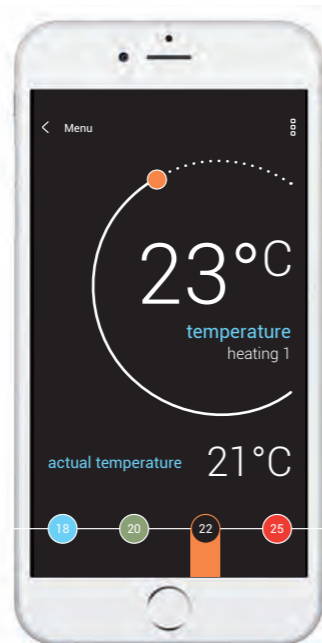 Menu
23°C
temperature
heating 1
actual temperature 21°C
18 20 22 25